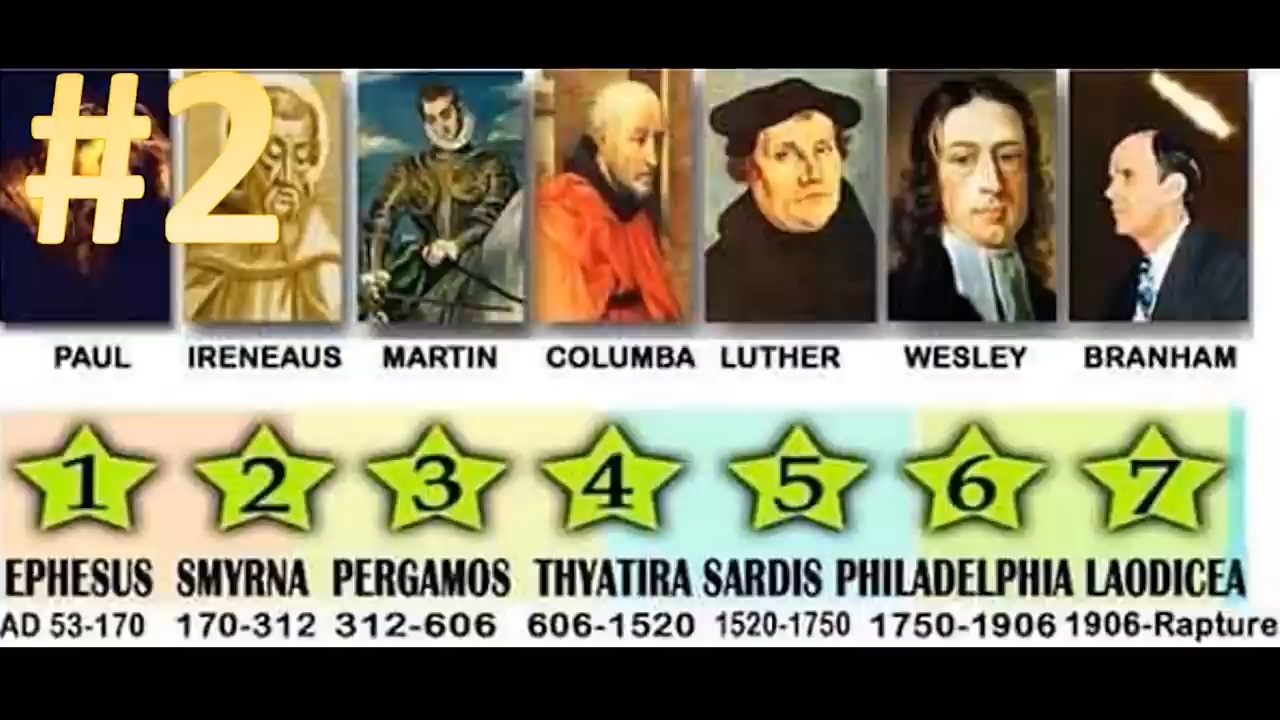 #2
PAUL IRENEAUS MARTIN COLUMBA LUTHER WESLEY BRANHAM
1 2 3 4 5 6 7
EPHESUS SMYRNA PERGAMOS THYATIRA SARDIS PHILADELPHIA LAODICEA
AD 53-170 170-312 312-606 606-1520 1520-1750 1750-1906 1906-Rapture